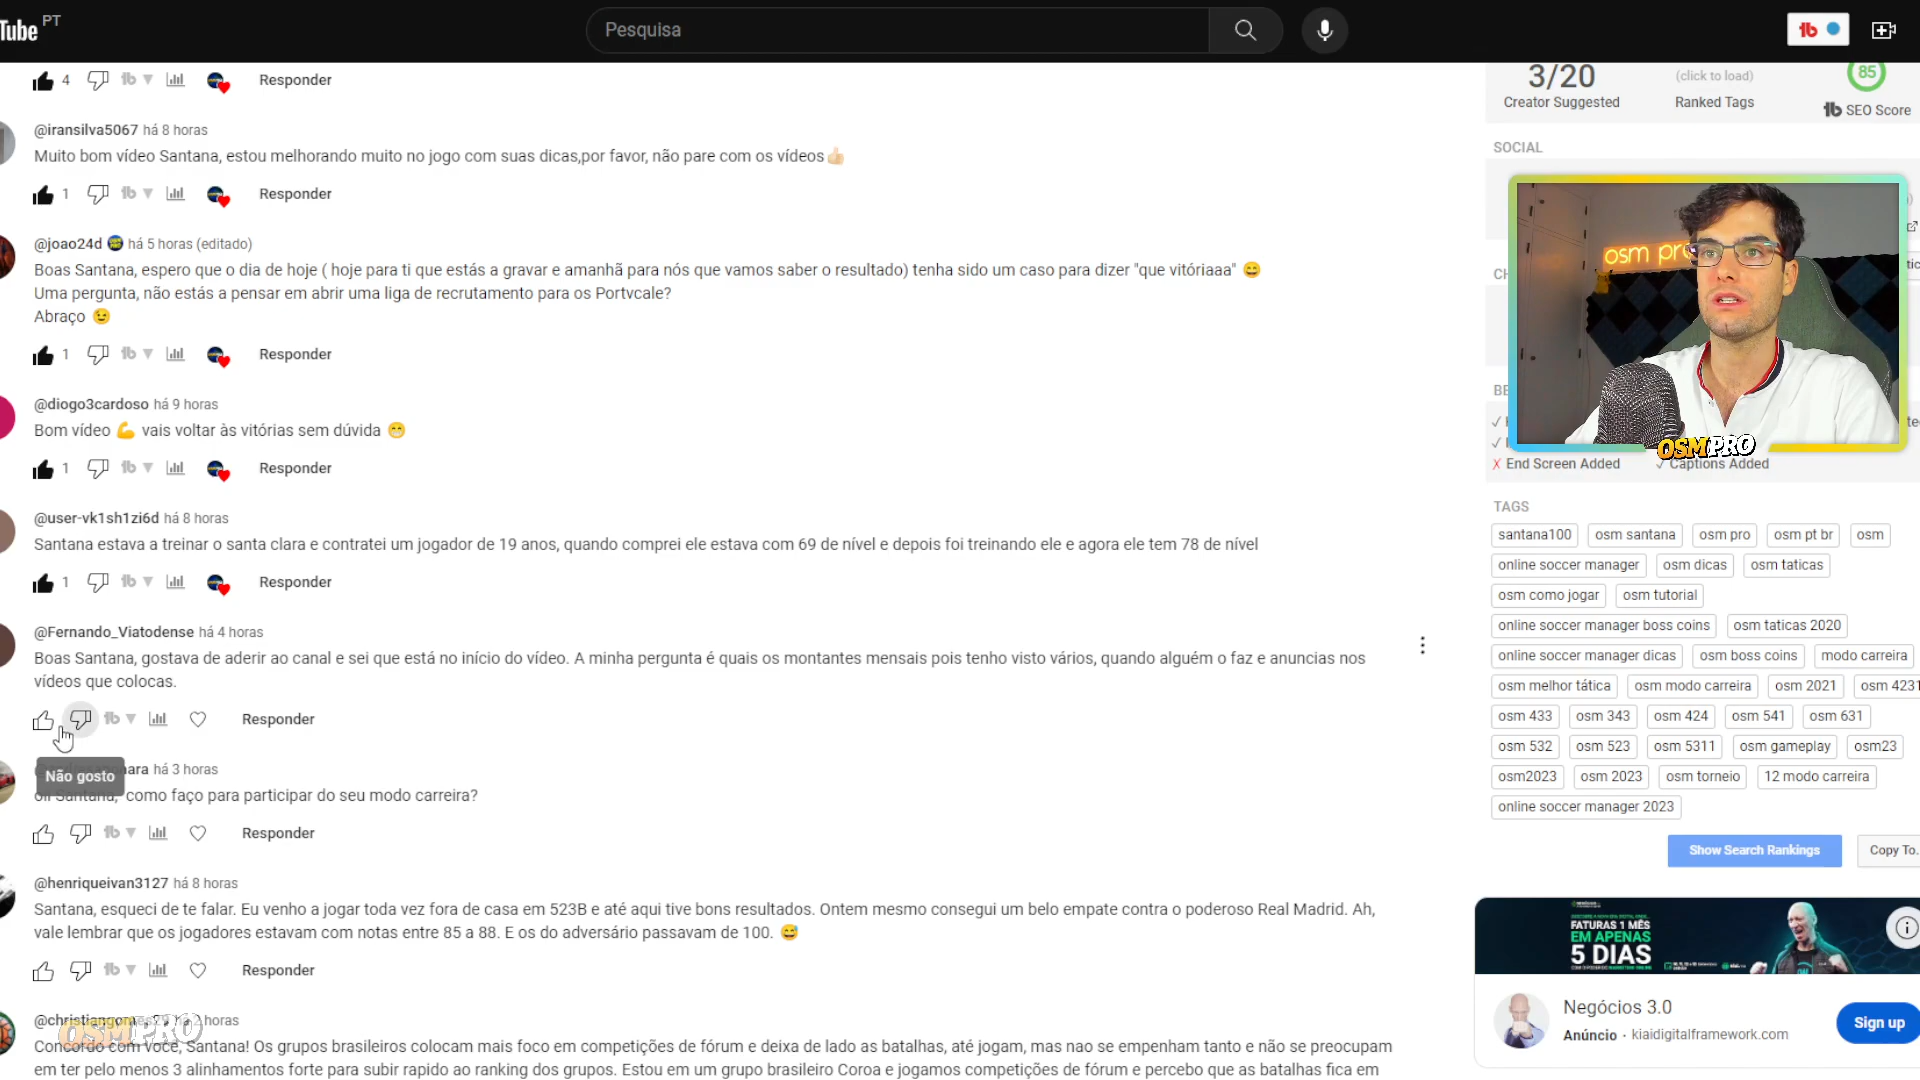 Tube PT
Pesquisa
4 Responder
3/20
Creator Suggested
(click to load)
Ranked Tags
85
SEO Score
@iransilva5067 há 8 horas
Muito bom vídeo Santana, estou melhorando muito no jogo com suas dicas,por favor, não pare com os vídeos👍🏻
1 Responder
SOCIAL
@joao24d há 5 horas (editado)
Boas Santana, espero que o dia de hoje ( hoje para ti que estás a gravar e amanhã para nós que vamos saber o resultado) tenha sido um caso para dizer "que vitóriaaa" 😄
Uma pergunta, não estás a pensar em abrir uma liga de recrutamento para os Portvcale?
Abraço 😉
1 Responder
osm pro
OSMPRO
@diogo3cardoso há 9 horas
Bom vídeo 💪 vais voltar às vitórias sem dúvida 😁
1 Responder
X End Screen Added ✓ Captions Added
@user-vk1sh1zi6d há 8 horas
Santana estava a treinar o santa clara e contratei um jogador de 19 anos, quando comprei ele estava com 69 de nível e depois foi treinando ele e agora ele tem 78 de nível
1 Responder
@Fernando_Viatodense há 4 horas
Boas Santana, gostava de aderir ao canal e sei que está no início do vídeo. A minha pergunta é quais os montantes mensais pois tenho visto vários, quando alguém o faz e anuncias nos
vídeos que colocas.
Responder
Não gosto
há 3 horas
Santana, como faço para participar do seu modo carreira?
Responder
@henriqueivan3127 há 8 horas
Santana, esqueci de te falar. Eu venho a jogar toda vez fora de casa em 523B e até aqui tive bons resultados. Ontem mesmo consegui um belo empate contra o poderoso Real Madrid. Ah,
vale lembrar que os jogadores estavam com notas entre 85 a 88. E os do adversário passavam de 100. 😅
Responder
horas
OSMPRO
Concordo com você, Santana! Os grupos brasileiros colocam mais foco em competições de fórum e deixa de lado as batalhas, até jogam, mas nao se empenham tanto e não se preocupam
em ter pelo menos 3 alinhamentos forte para subir rapido ao ranking dos grupos. Estou em um grupo brasileiro Coroa e jogamos competições de fórum e percebo que as batalhas fica em
TAGS
santana100 osm santana osm pro osm pt br osm
online soccer manager osm dicas osm taticas
osm como jogar osm tutorial
online soccer manager boss coins osm taticas 2020
online soccer manager dicas osm boss coins modo carreira
osm melhor tática osm modo carreira osm 2021 osm 4231
osm 433 osm 343 osm 424 osm 541 osm 631
osm 532 osm 523 osm 5311 osm gameplay osm23
osm2023 osm 2023 osm torneio 12 modo carreira
online soccer manager 2023
Show Search Rankings Copy To.
FATURAS 1 MÊS
EM APENAS
5 DIAS
Negócios 3.0
Anúncio · kiaidigitalframework.com
Sign up